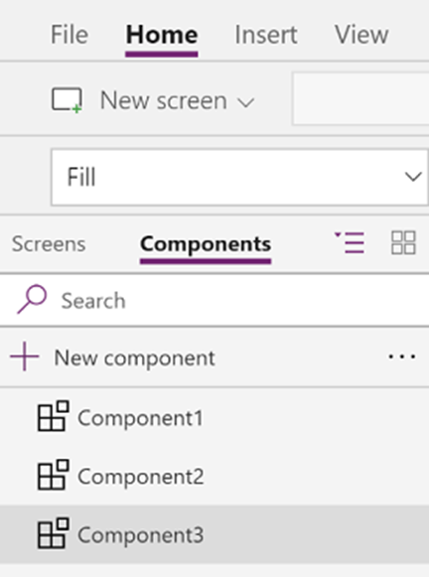 File Home Insert View
New screen
Fill
Screens Components
Search
New component
Component1
Component2
Component3